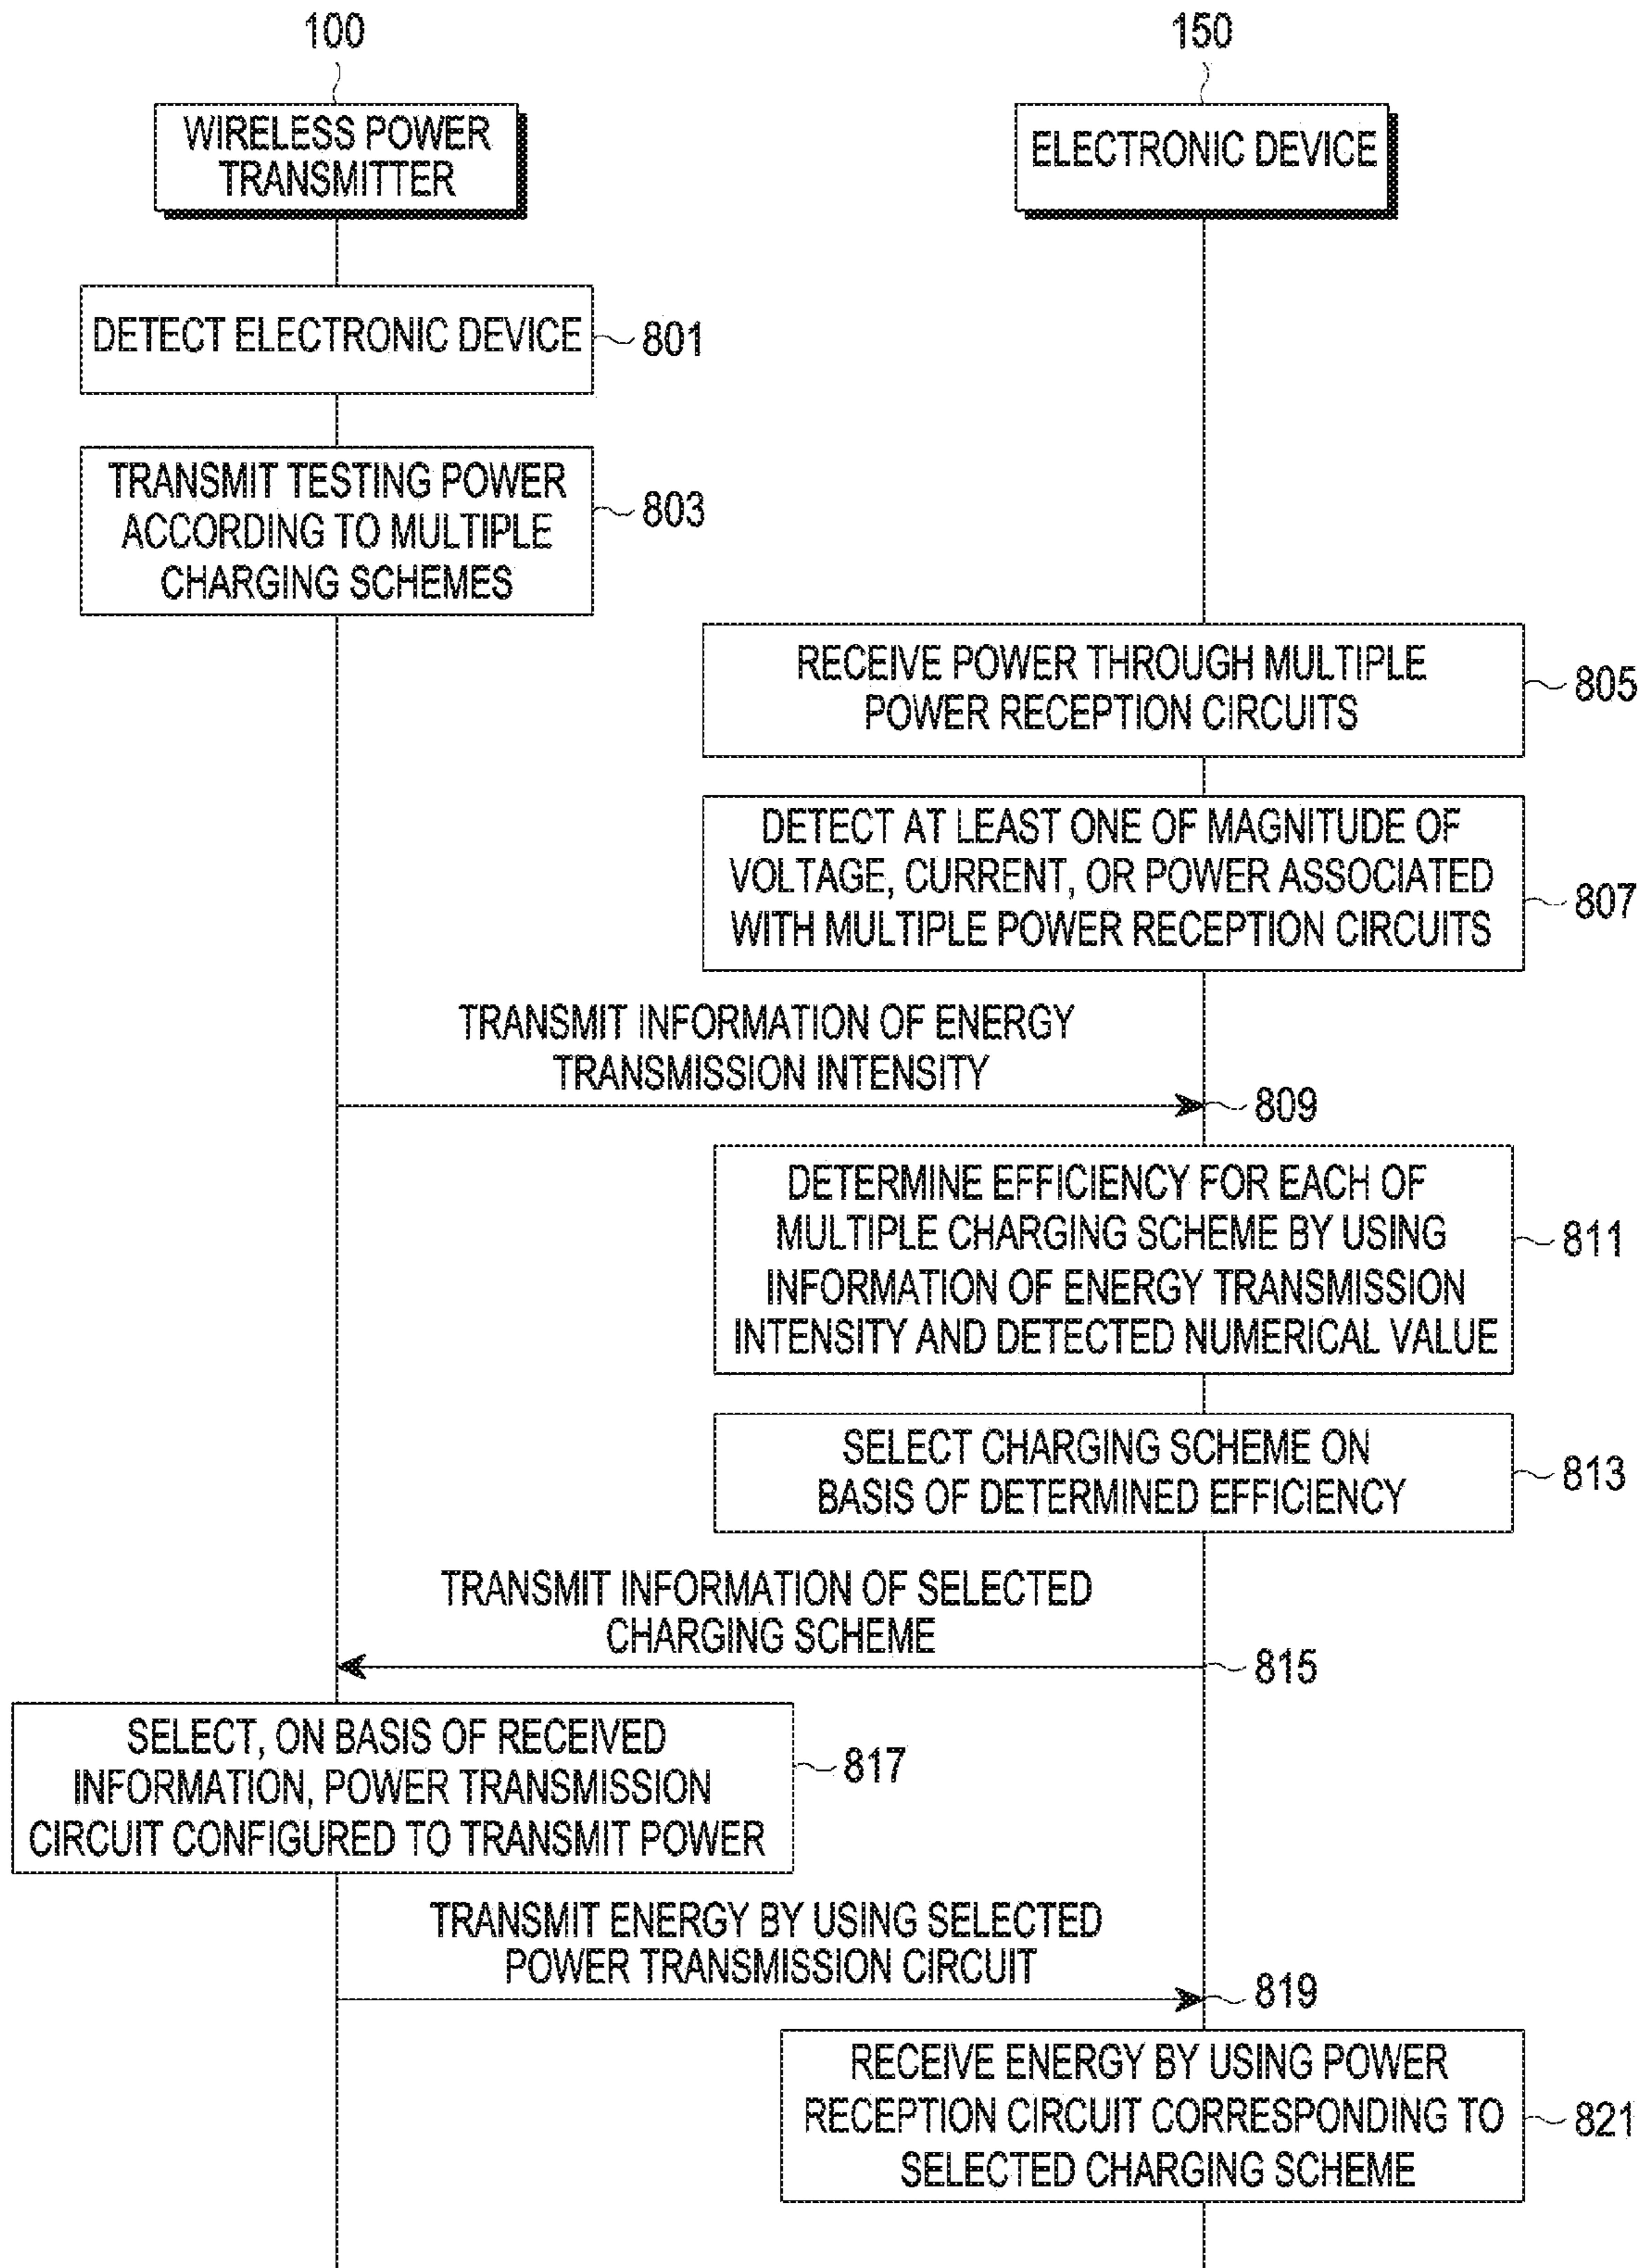 100
150
WIRELESS POWER
TRANSMITTER
ELECTRONIC DEVICE
DETECT ELECTRONIC DEVICE
801
TRANSMIT TESTING POWER
ACCORDING TO MULTIPLE
CHARGING SCHEMES
803
RECEIVE POWER THROUGH MULTIPLE
POWER RECEPTION CIRCUITS
805
DETECT AT LEAST ONE OF MAGNITUDE OF
VOLTAGE, CURRENT, OR POWER ASSOCIATED
WITH MULTIPLE POWER RECEPTION CIRCUITS
807
TRANSMIT INFORMATION OF ENERGY
TRANSMISSION INTENSITY
809
DETERMINE EFFICIENCY FOR EACH OF
MULTIPLE CHARGING SCHEME BY USING
INFORMATION OF ENERGY TRANSMISSION
INTENSITY AND DETECTED NUMERICAL VALUE
811
SELECT CHARGING SCHEME ON
BASIS OF DETERMINED EFFICIENCY
813
TRANSMIT INFORMATION OF SELECTED
CHARGING SCHEME
815
SELECT, ON BASIS OF RECEIVED
INFORMATION, POWER TRANSMISSION
CIRCUIT CONFIGURED TO TRANSMIT POWER
817
TRANSMIT ENERGY BY USING SELECTED
POWER TRANSMISSION CIRCUIT
819
RECEIVE ENERGY BY USING POWER
RECEPTION CIRCUIT CORRESPONDING TO
SELECTED CHARGING SCHEME
821